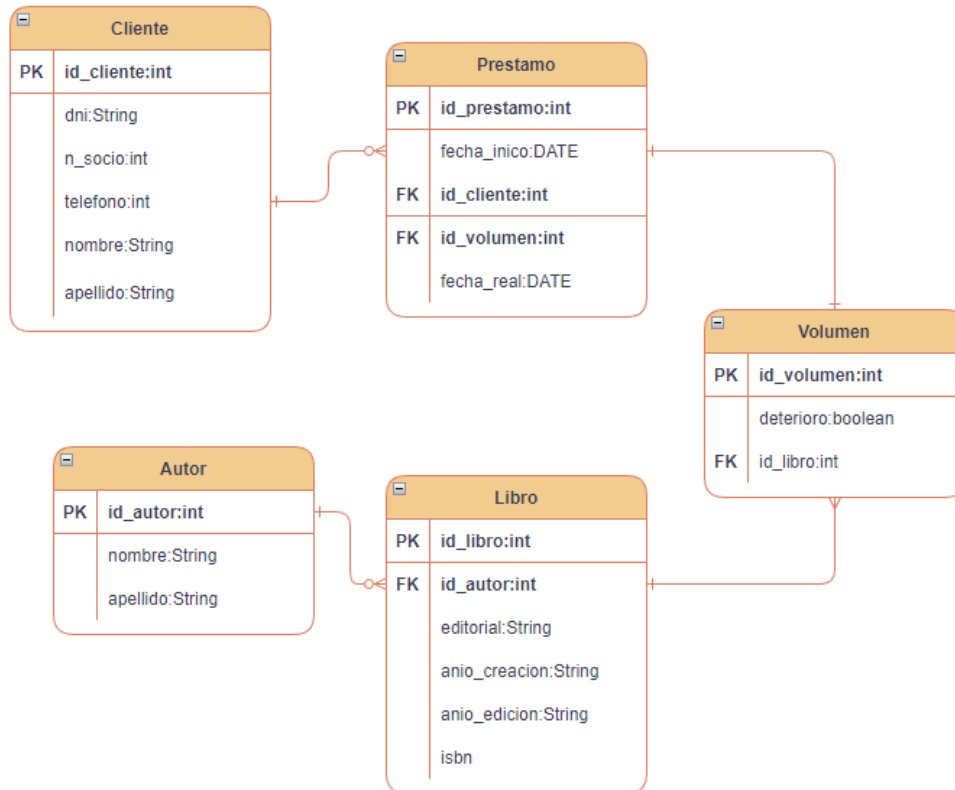 Cliente
PK id_cliente:int
dni:String
n_socio:int
telefono:int
nombre:String
apellido:String
Prestamo
PK id_prestamo:int
fecha_inico:DATE
FK id_cliente:int
FK id_volumen:int
fecha_real:DATE
Volumen
PK id_volumen:int
deterioro:boolean
FK id_libro:int
Autor
PK id_autor:int
nombre:String
apellido:String
Libro
PK id_libro:int
FK id_autor:int
editorial:String
anio_creacion:String
anio_edicion:String
isbn